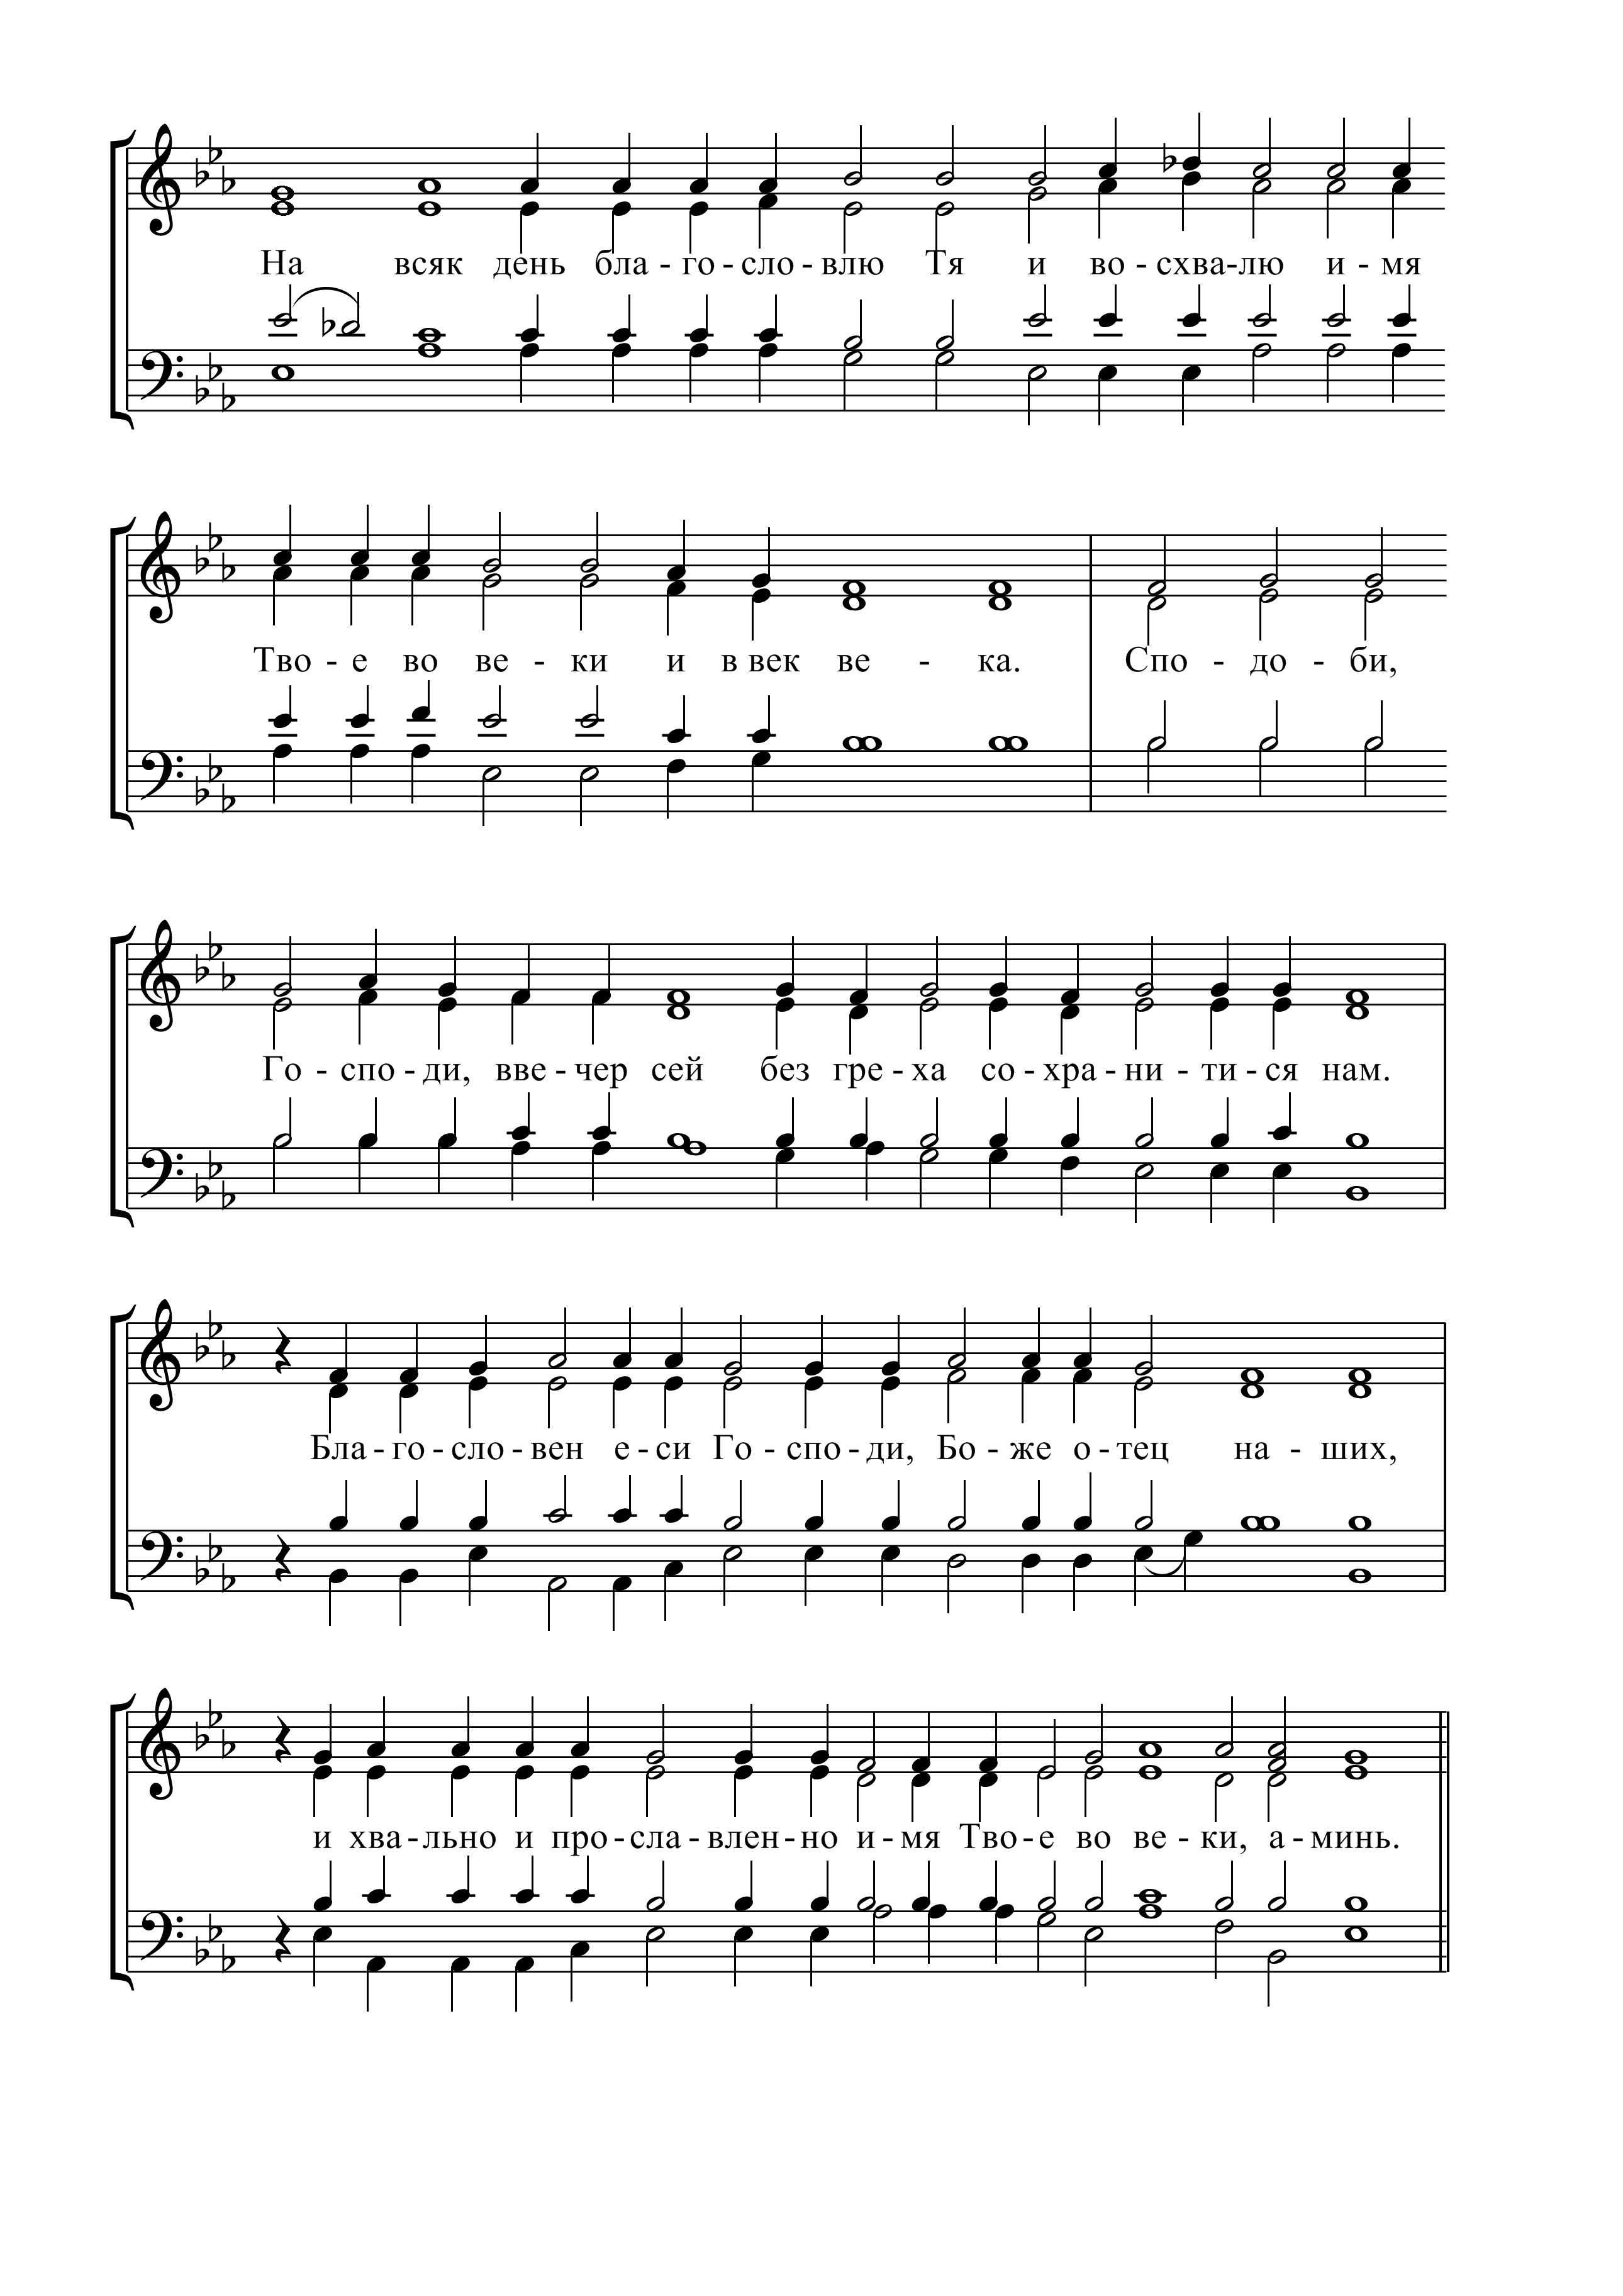 На всяк день бла - го - сло - влю Тя и во - схва - лю и - мя
Тво - е во ве - ки и в век ве - ка. Спо - до - би,
Го - спо - ди, вве - чер сей без гре - ха со - хра - ни - ти - ся нам.
Бла - го - сло - вен е - си Го - спо - ди, Бо - же о - тец на - ших,
и хва - льно и про - сла - влен - но и - мя Тво - е во ве - ки, а - минь.